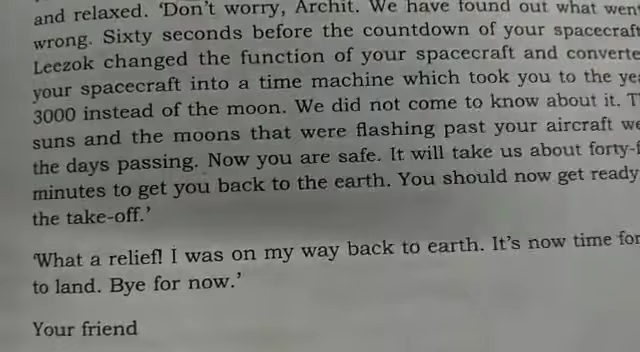 and relaxed. 'Don't worry, Archit. We have found out what went
wrong. Sixty seconds before the countdown of your spacecraft
Leezok changed the function of your spacecraft and converte
your spacecraft into a time machine which took you to the yea
3000 instead of the moon. We did not come to know about it. T
suns and the moons that were flashing past your aircraft we
the days passing. Now you are safe. It will take us about forty-f
minutes to get you back to the earth. You should now get ready
the take-off.'
'What a relief! I was on my way back to earth. It's now time for
to land. Bye for now.'
Your friend